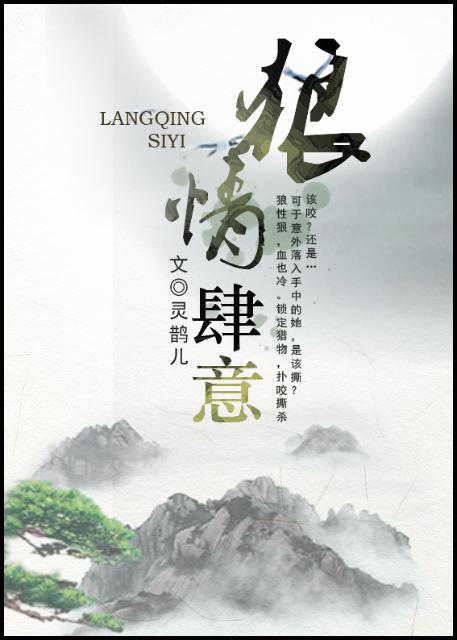 LANGQING
SIYI
狼情肆意
文◎灵鹊儿
狼性狠，血也冷。锁定猎物，扑咬撕杀
可于意外落入手中的她，是该撕？
该咬？还是…